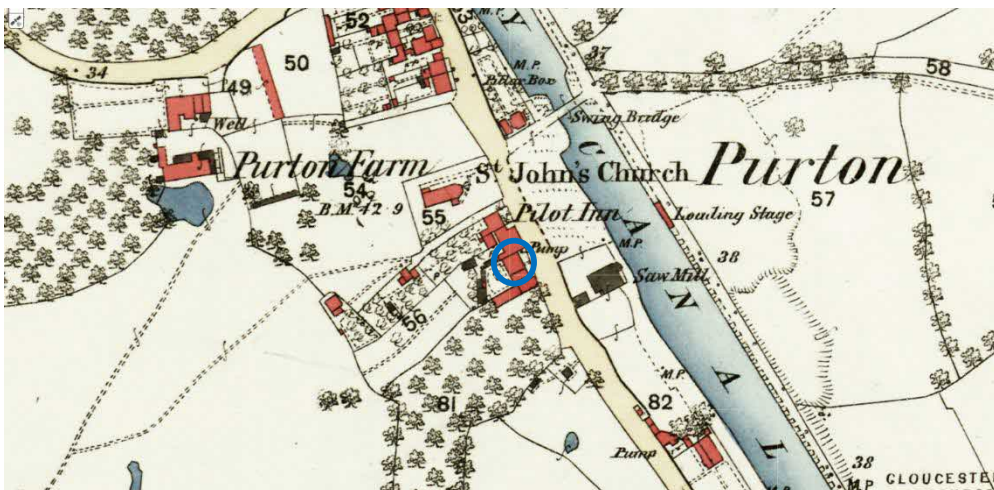 Y
M.P.
52
37
34
50
58
49
Pillar Box
Well
Swing Bridge
C
Purton Farm
St. John's Church
Purton
54
57
B.M. 42·9
55
Pilot Inn
A
Loading Stage
Pump
M.P.
38
Saw Mill
N
56
M.P.
A
81
82
L
Pump
38
M.P.
GLOUCESTE